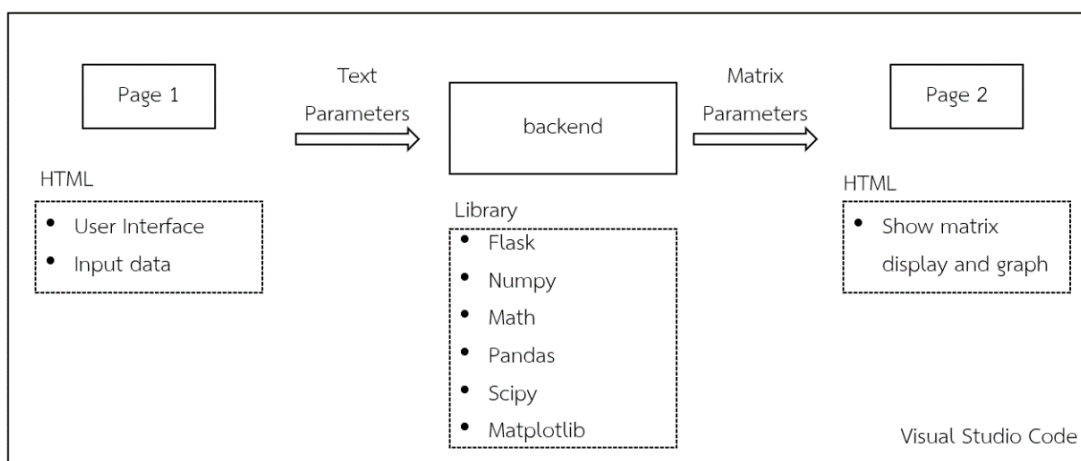 Page 1
Text
Parameters
backend
Matrix
Parameters
Page 2
HTML
• User Interface
• Input data
Library
• Flask
• Numpy
• Math
• Pandas
• Scipy
• Matplotlib
HTML
• Show matrix
display and graph
Visual Studio Code